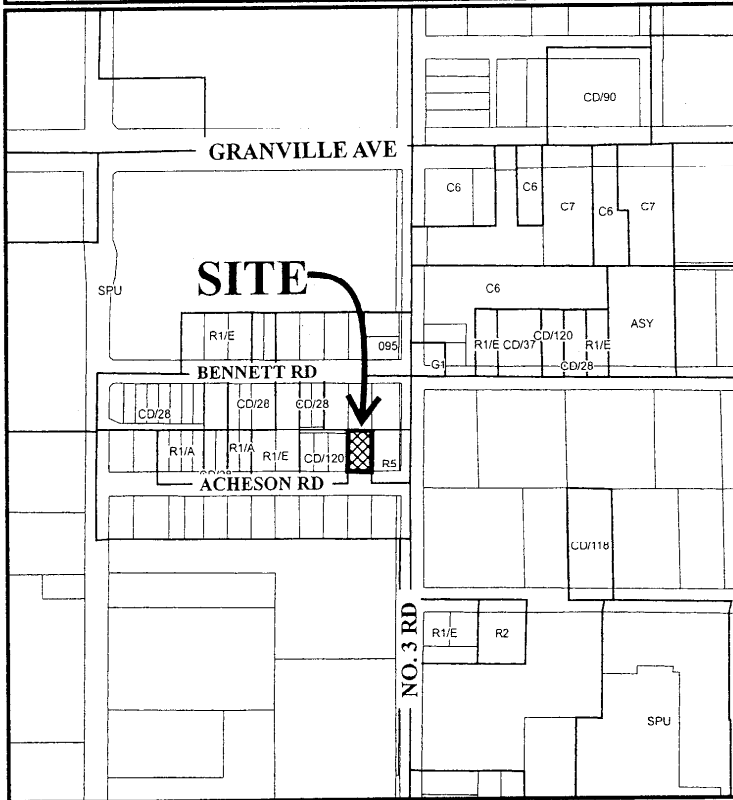 CD/90
GRANVILLE AVE
C6
C6
C7
C6
C7
SITE
SPU
C6
R1/E
095
R1/E
CD/37
CD/120
R1/E
ASY
G1
CD/28
BENNETT RD
CD/28
CD/28
CD/28
R1/A
R1/A
R1/E
CD/120
R5
CD/28
ACHESON RD
CD/118
NO. 3 RD
R1/E
R2
SPU